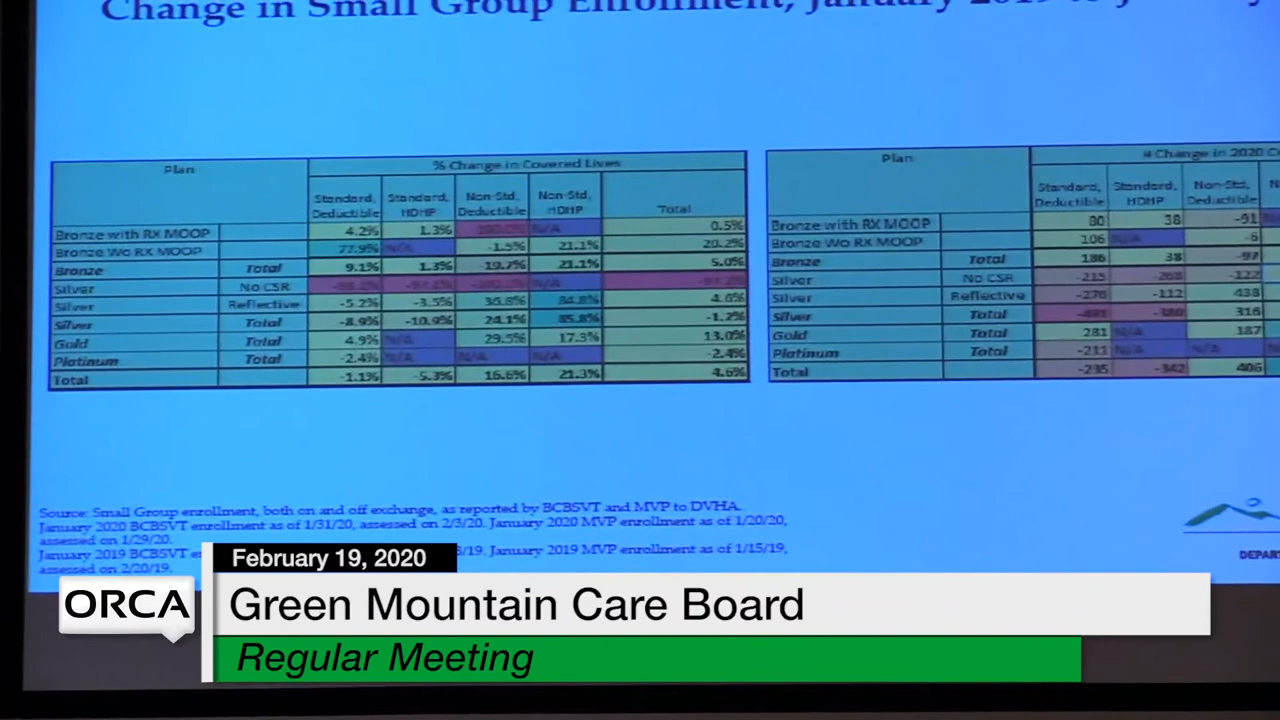 Change in Small Group Enrollment, January 2019 to
Plan % Change in Covered Lives
Standard, Deductible Standard, HDHP Non-Std, Deductible Non-Std, HDHP Total
Bronze with RX MOOP 4.2% 1.3% N/A 0.5%
Bronze Wo RX MOOP 77.9% N/A -1.5% 21.1% 20.2%
Bronze Total 9.1% 1.3% -19.7% 21.1% 5.0%
Silver No CSR N/A
Silver Reflective -5.2% -3.5% 36.8% 84.8% 4.6%
Silver Total -8.9% -10.9% 24.1% 85.8% -1.2%
Gold Total 4.9% N/A 29.5% 17.3% 13.0%
Platinum Total -2.4% N/A N/A N/A -2.4%
Total -1.1% -5.3% 16.6% 21.3% 4.6%
Plan # Change in 2020
Standard, Deductible Standard, HDHP Non-Std, Deductible
Bronze with RX MOOP 80 38 -91
Bronze Wo RX MOOP 106 N/A -6
Bronze Total 186 38 -97
Silver No CSR -215 -268 -122
Silver Reflective -276 -112 438
Silver Total -380 316
Gold Total 281 N/A 187
Platinum Total -211 N/A N/A
Total -235 -342 406
Source: Small Group enrollment, both on and off exchange, as reported by BCBSVT and MVP to DVHA.
January 2020 BCBSVT enrollment as of 1/31/20, assessed on 2/3/20. January 2020 MVP enrollment as of 1/20/20,
assessed on 1/29/20.
January 2019 BCBSVT /19. January 2019 MVP enrollment as of 1/15/19,
assessed on 2/20/19.
February 19, 2020
ORCA
Green Mountain Care Board
Regular Meeting